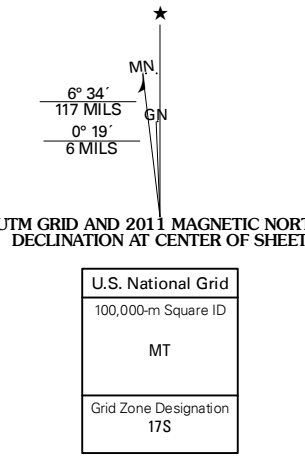 MN.
6° 34´
117 MILS
GN
0° 19´
6 MILS
UTM GRID AND 2011 MAGNETIC NORT
DECLINATION AT CENTER OF SHEET
U.S. National Grid
100,000-m Square ID
MT
Grid Zone Designation
17S